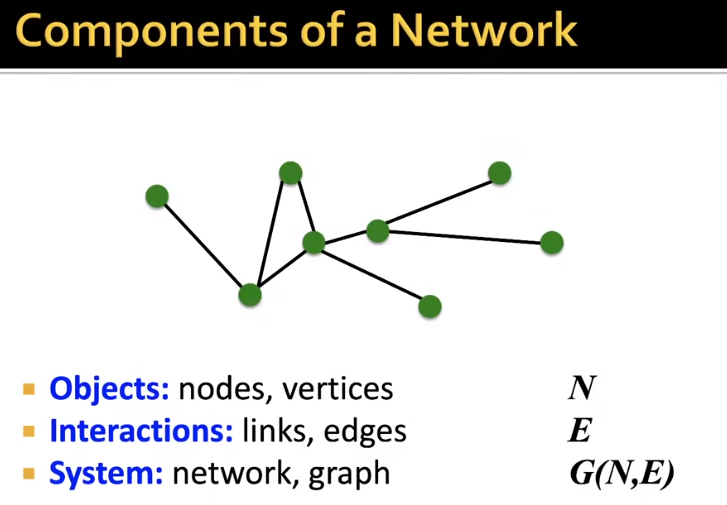 Components of a Network
Objects: nodes, vertices N
Interactions: links, edges E
System: network, graph G(N,E)